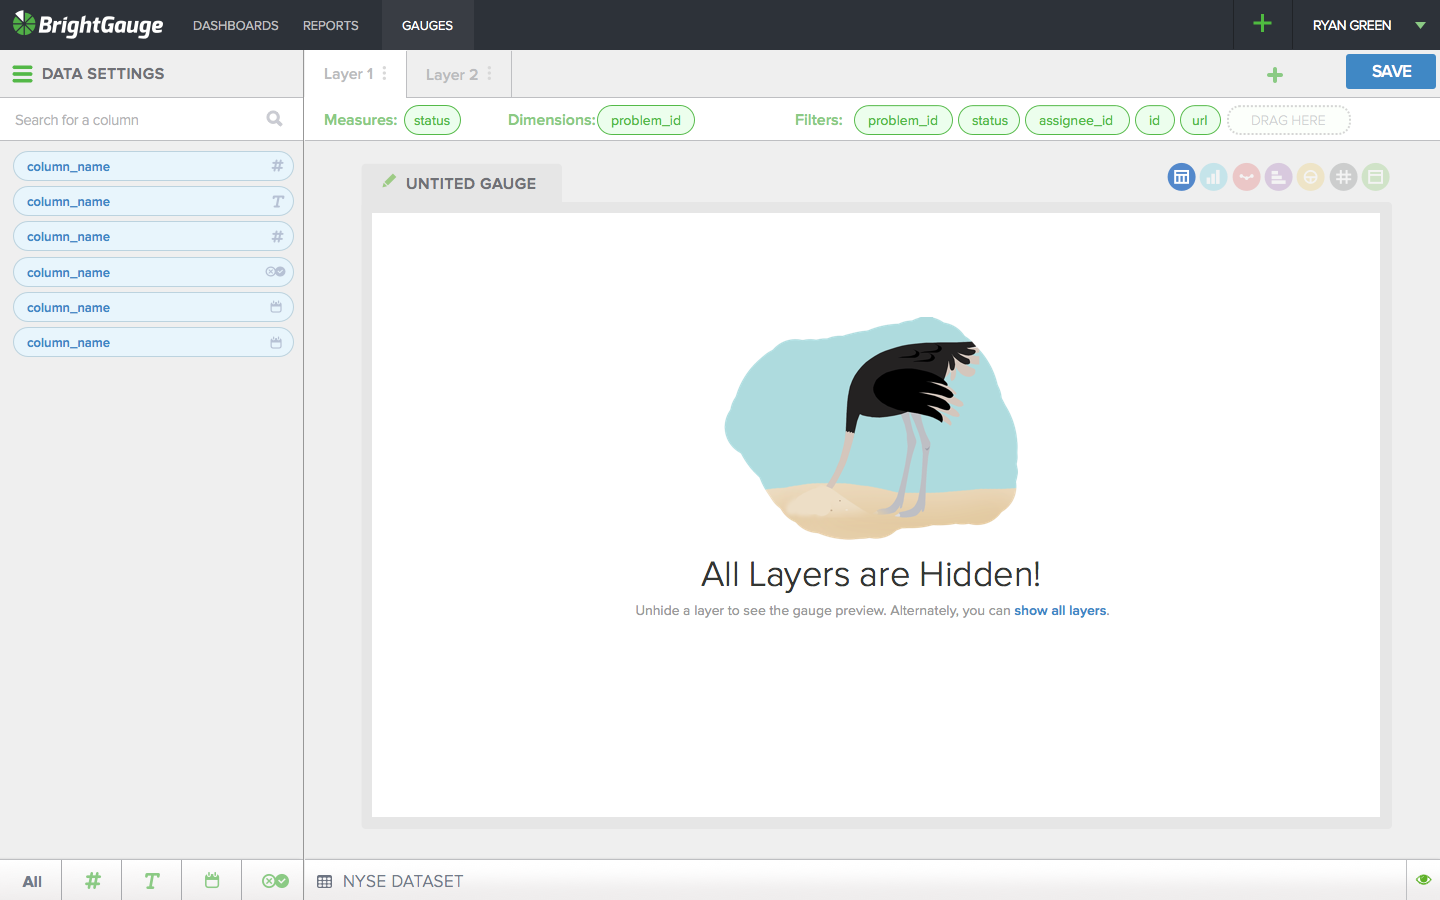 BrightGauge DASHBOARDS REPORTS GAUGES RYAN GREEN
DATA SETTINGS Layer 1 Layer 2 SAVE
Search for a column Measures: status Dimensions: problem_id Filters: problem_id status assignee_id id url DRAG HERE
column_name #
column_name T
column_name #
column_name
column_name
column_name
UNTITED GAUGE #
All Layers are Hidden!
Unhide a layer to see the gauge preview. Alternately, you can show all layers.
All # T NYSE DATASET